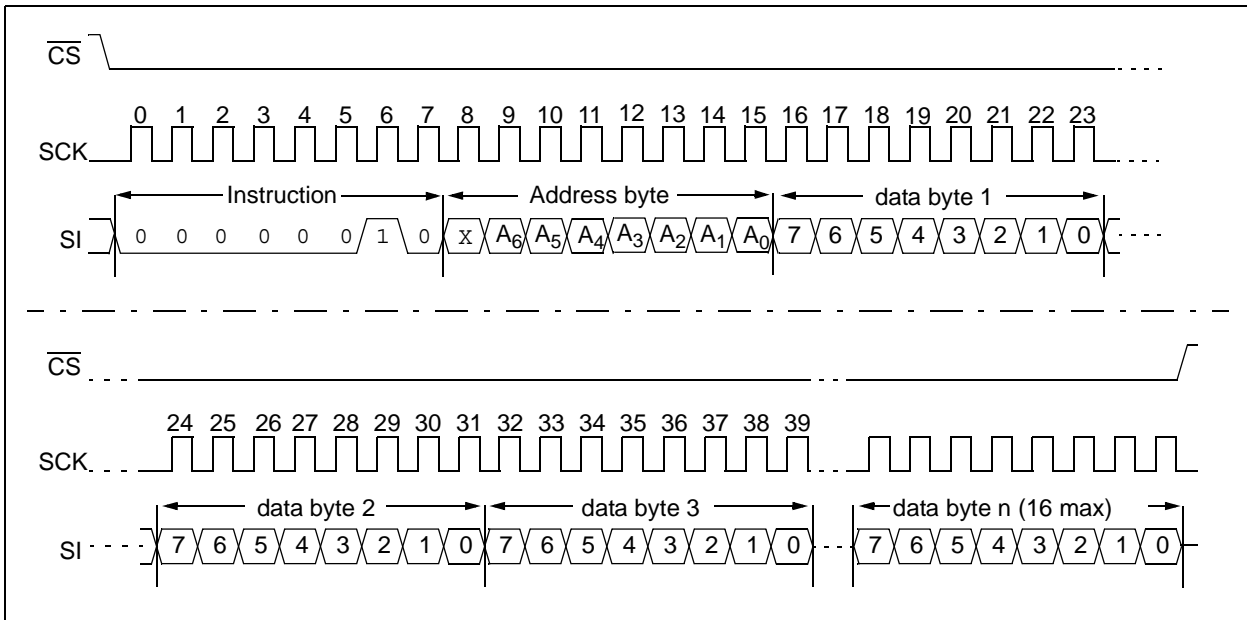 CS
0 1 2 3 4 5 6 7 8 9 10 11 12 13 14 15 16 17 18 19 20 21 22 23
SCK
Instruction Address byte data byte 1
SI 0 0 0 0 0 0 1 0 X A6 A5 A4 A3 A2 A1 A0 7 6 5 4 3 2 1 0
CS
24 25 26 27 28 29 30 31 32 33 34 35 36 37 38 39
SCK
data byte 2 data byte 3 data byte n (16 max)
SI 7 6 5 4 3 2 1 0 7 6 5 4 3 2 1 0 7 6 5 4 3 2 1 0